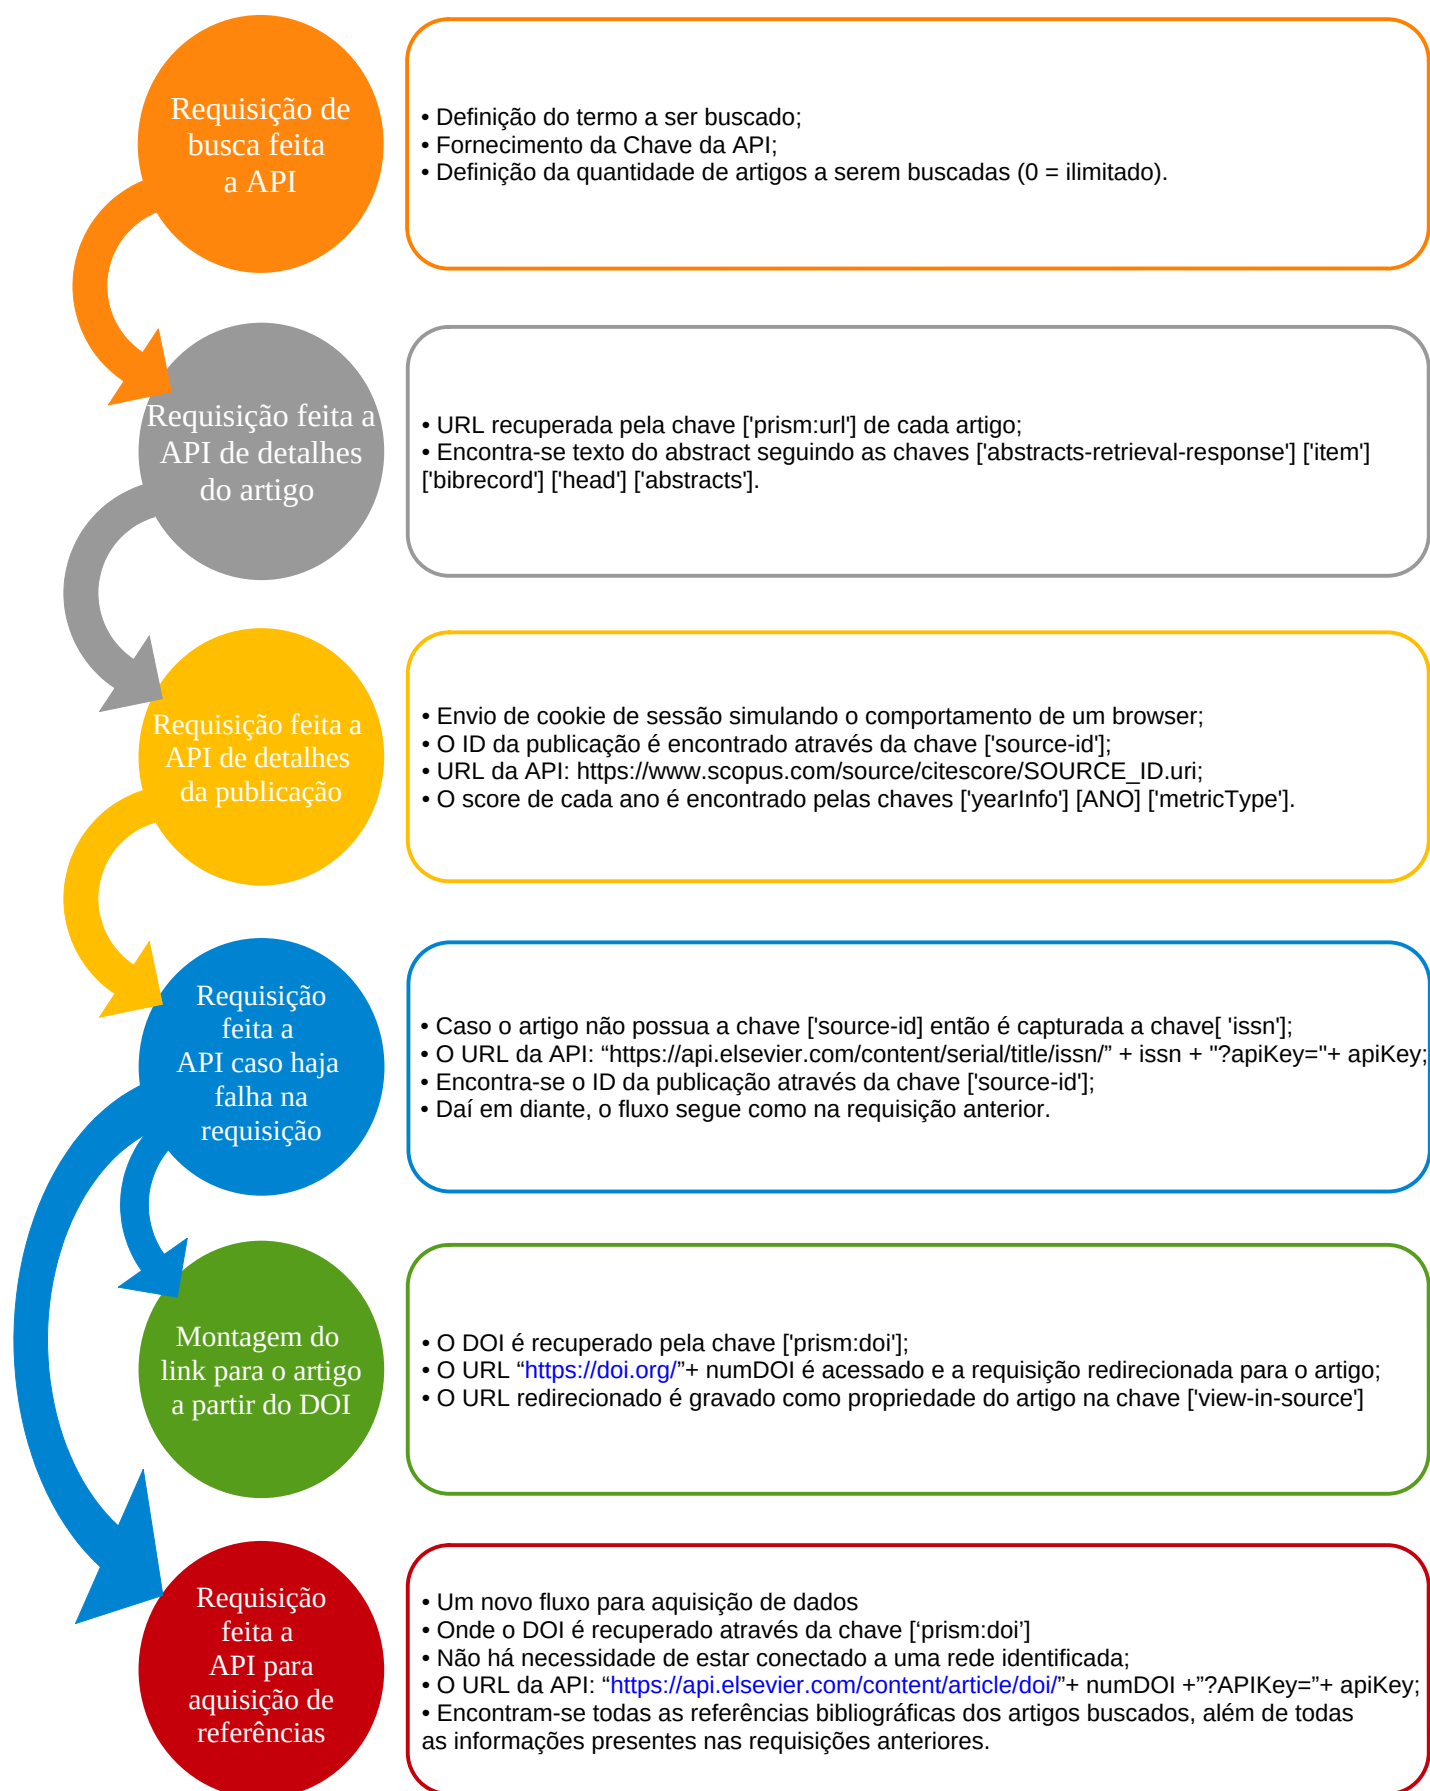 Requisição de
busca feita
a API
• Definição do termo a ser buscado;
• Fornecimento da Chave da API;
• Definição da quantidade de artigos a serem buscadas (0 = ilimitado).
Requisição feita a
API de detalhes
do artigo
• URL recuperada pela chave ['prism:url'] de cada artigo;
• Encontra-se texto do abstract seguindo as chaves ['abstracts-retrieval-response'] ['item']
['bibrecord'] ['head'] ['abstracts'].
Requisição feita a
API de detalhes
da publicação
• Envio de cookie de sessão simulando o comportamento de um browser;
• O ID da publicação é encontrado através da chave ['source-id'];
• URL da API: https://www.scopus.com/source/citescore/SOURCE_ID.uri;
• O score de cada ano é encontrado pelas chaves ['yearInfo'] [ANO] ['metricType'].
Requisição
feita a
API caso haja
falha na
requisição
• Caso o artigo não possua a chave ['source-id] então é capturada a chave[ 'issn'];
• O URL da API: “https://api.elsevier.com/content/serial/title/issn/” + issn + "?apiKey="+ apiKey;
• Encontra-se o ID da publicação através da chave ['source-id'];
• Daí em diante, o fluxo segue como na requisição anterior.
Montagem do
link para o artigo
a partir do DOI
• O DOI é recuperado pela chave ['prism:doi'];
• O URL “https://doi.org/”+ numDOI é acessado e a requisição redirecionada para o artigo;
• O URL redirecionado é gravado como propriedade do artigo na chave ['view-in-source']
Requisição
feita a
API para
aquisição de
referências
• Um novo fluxo para aquisição de dados
• Onde o DOI é recuperado através da chave [‘prism:doi’]
• Não há necessidade de estar conectado a uma rede identificada;
• O URL da API: “https://api.elsevier.com/content/article/doi/”+ numDOI +”?APIKey=”+ apiKey;
• Encontram-se todas as referências bibliográficas dos artigos buscados, além de todas
as informações presentes nas requisições anteriores.